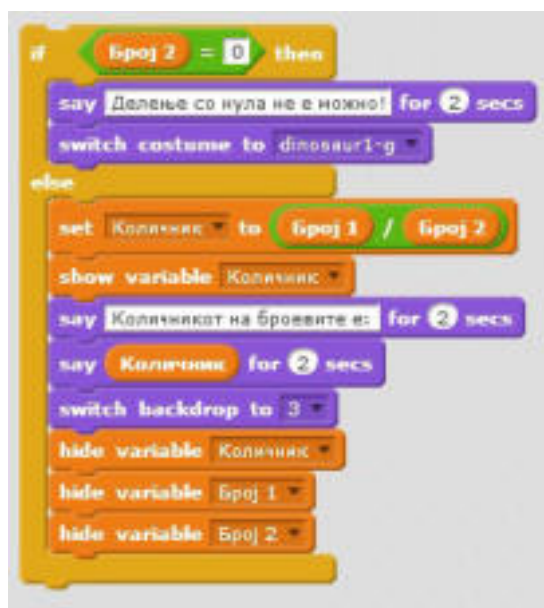 if Број 2 = 0 then
say Делење со нула не е можно! for 2 secs
switch costume to dinosaur1-g
else
set Количник to Број 1 / Број 2
show variable Количник
say Количникот на броевите е: for 2 secs
say Количник for 2 secs
switch backdrop to 3
hide variable Количник
hide variable Број 1
hide variable Број 2